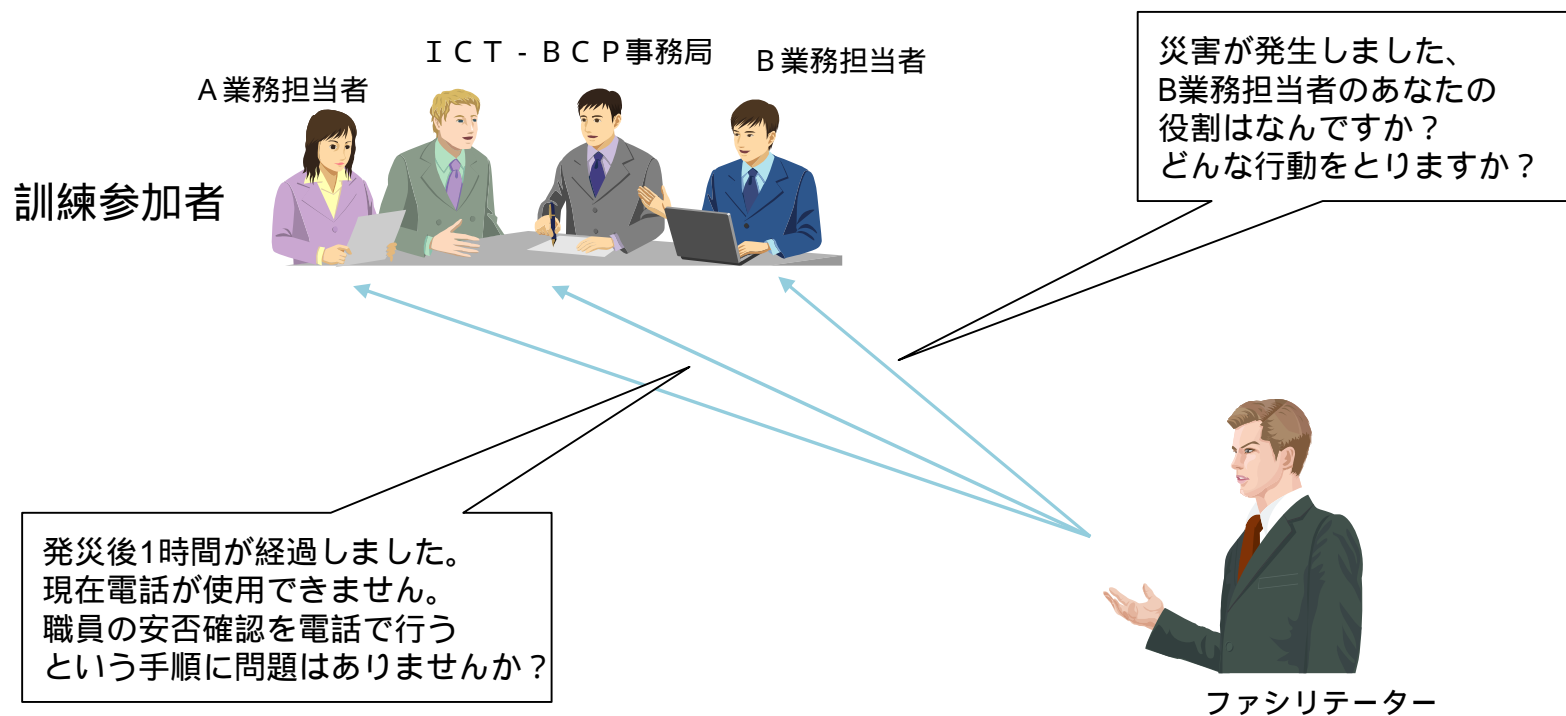 ＩＣＴ‐ＢＣＰ事務局
Ｂ業務担当者
Ａ業務担当者
訓練参加者
災害が発生しました、
B業務担当者のあなたの
役割はなんですか？
どんな行動をとりますか？
発災後1時間が経過しました。
現在電話が使用できません。
職員の安否確認を電話で行う
という手順に問題はありませんか？
ファシリテーター